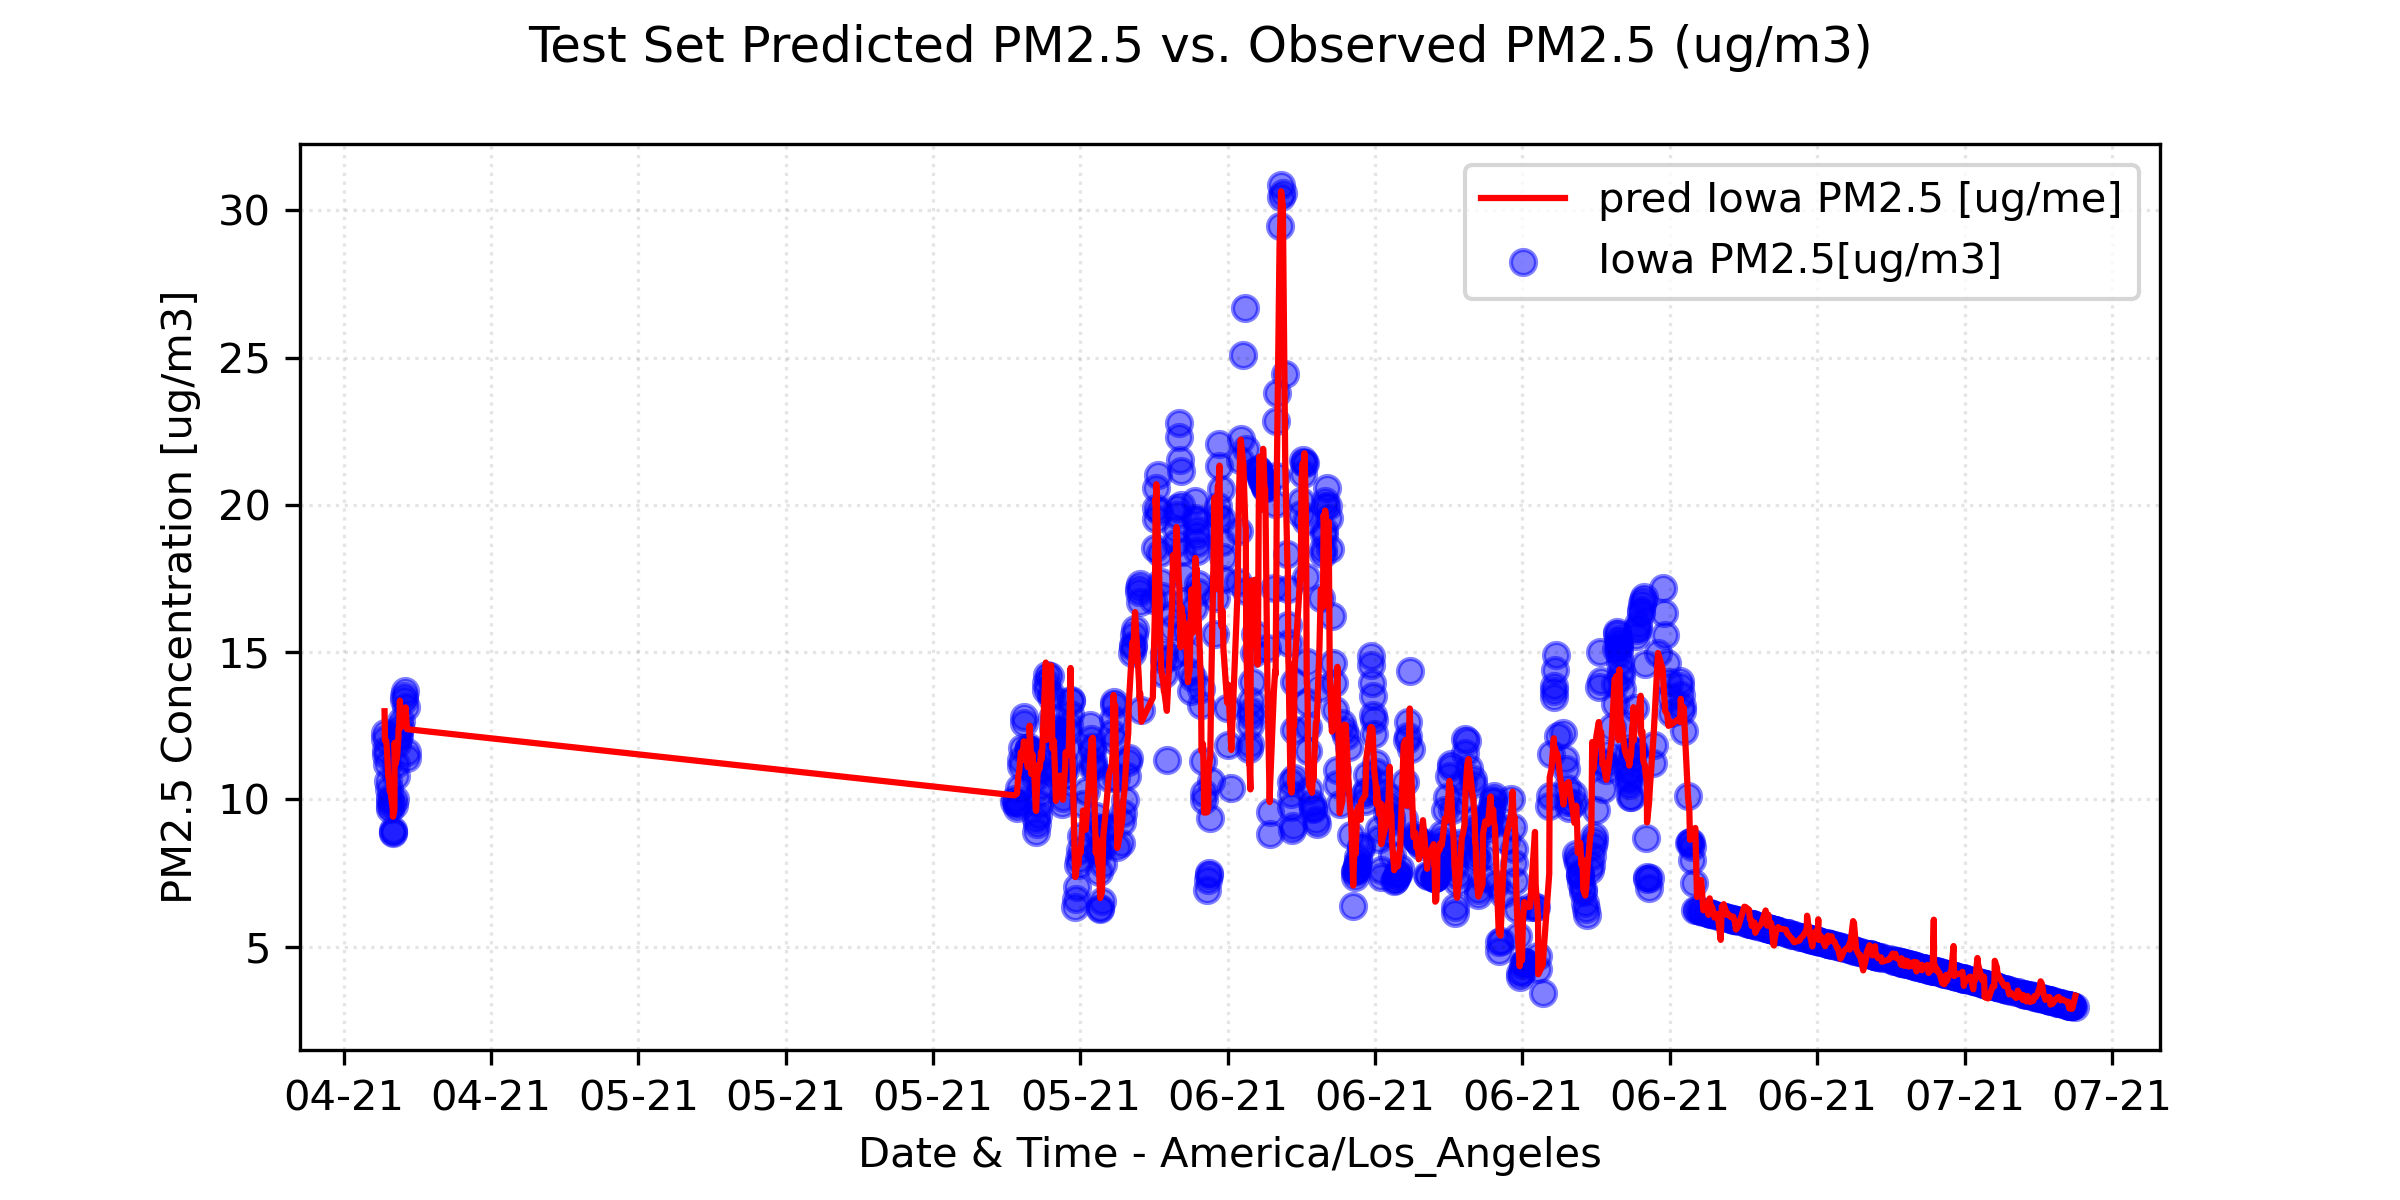 Test Set Predicted PM2.5 vs. Observed PM2.5 (ug/m3)
pred Iowa PM2.5 [ug/me]
Iowa PM2.5[ug/m3]
PM2.5 Concentration [ug/m3]
30
25
20
15
10
5
04-21 04-21 05-21 05-21 05-21 05-21 06-21 06-21 06-21 06-21 06-21 07-21 07-21
Date & Time - America/Los_Angeles